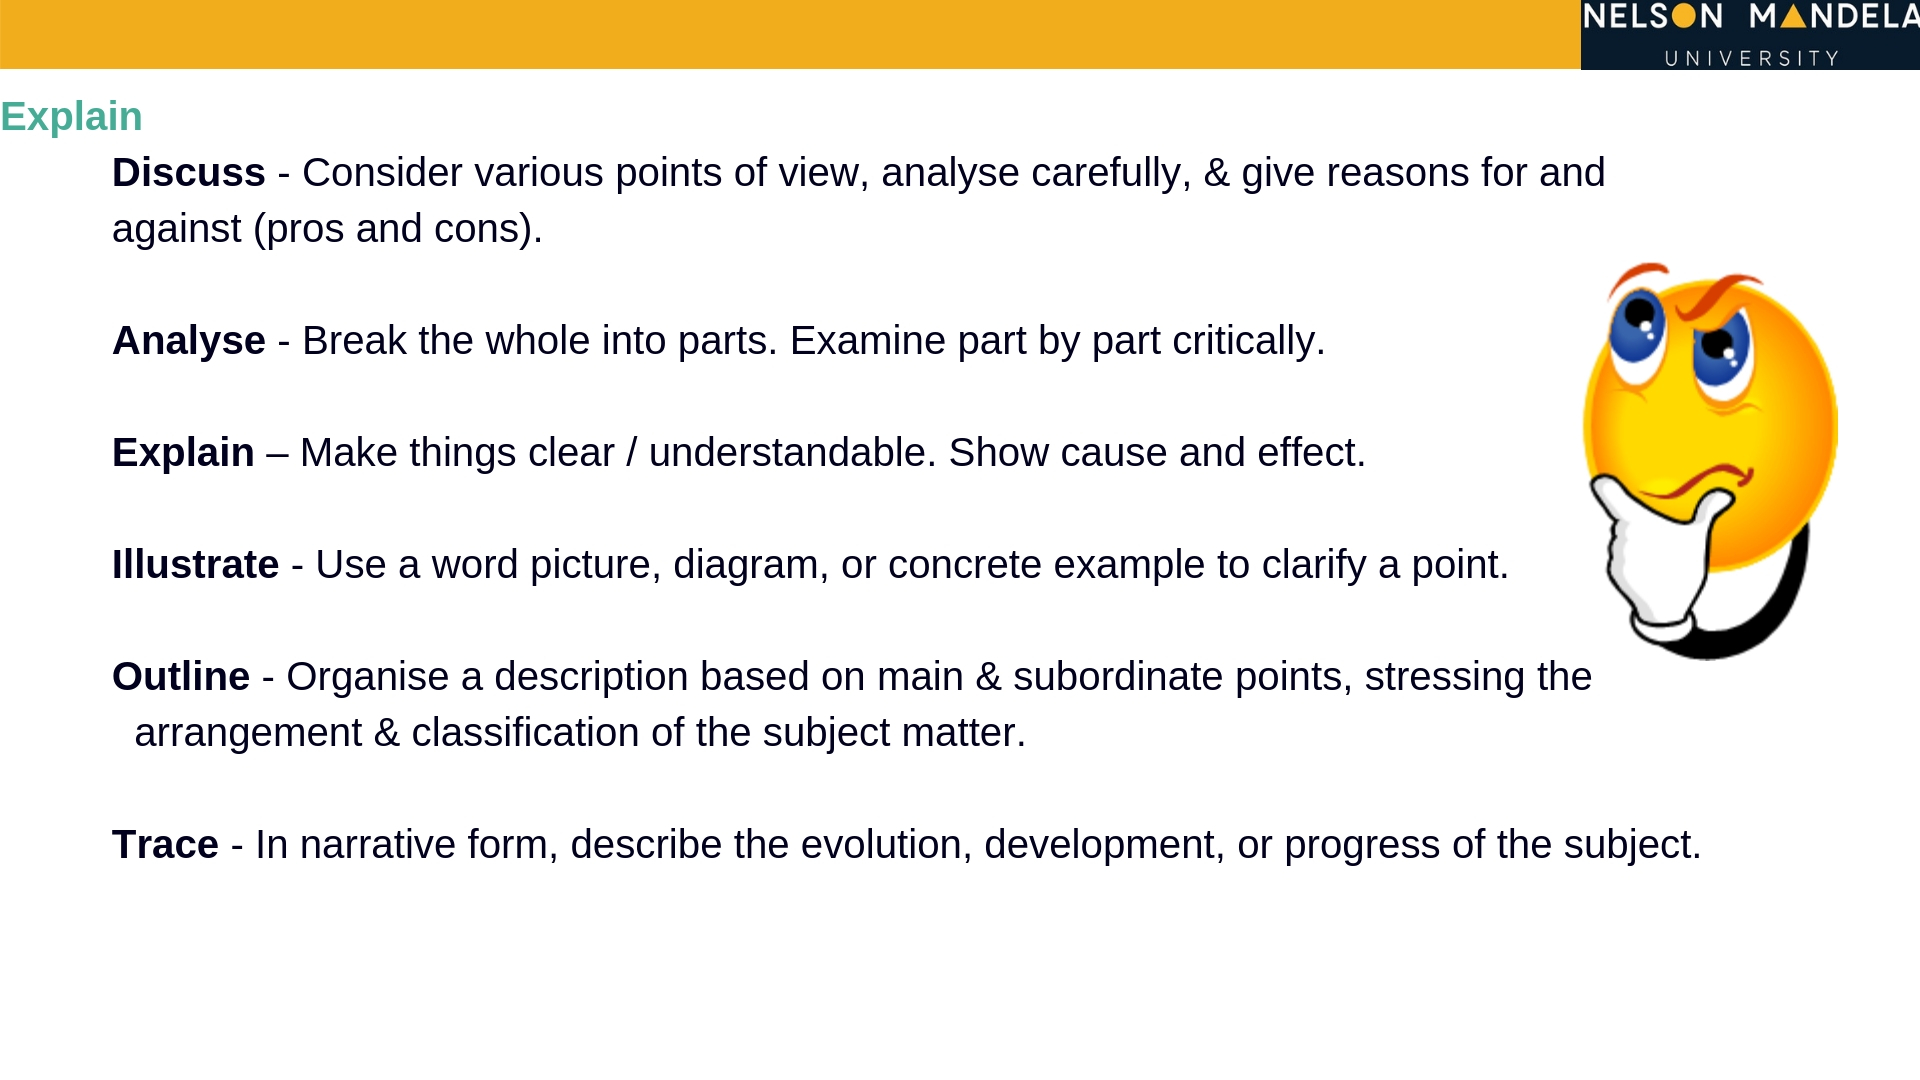 NELSON MANDELA
UNIVERSITY
Explain
Discuss - Consider various points of view, analyse carefully, & give reasons for and
against (pros and cons).
Analyse - Break the whole into parts. Examine part by part critically.
Explain – Make things clear / understandable. Show cause and effect.
Illustrate - Use a word picture, diagram, or concrete example to clarify a point.
Outline - Organise a description based on main & subordinate points, stressing the
arrangement & classification of the subject matter.
Trace - In narrative form, describe the evolution, development, or progress of the subject.